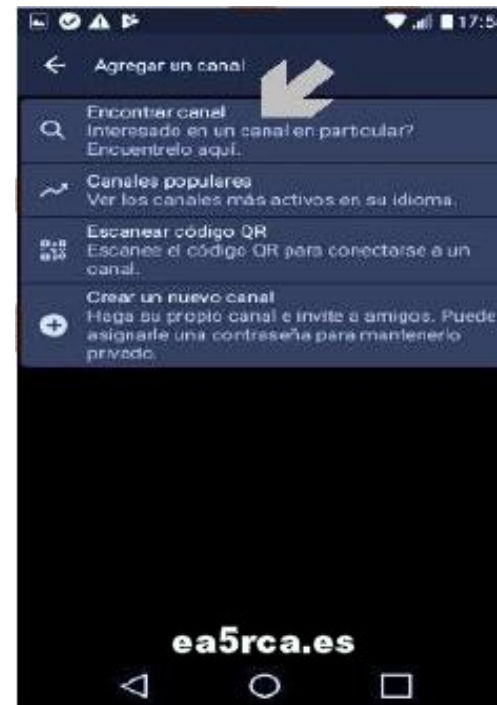 17:54
Agregar un canal
Encontrar canal
Interesado en un canal en particular?
Encuentrelo aquí.
Canales populares
Ver los canales más activos en su idioma.
Escanear código QR
Escanee el código QR para conectarse a un
canal.
Crear un nuevo canal
Haga su propio canal e invite a amigos. Puede
asignarle una contraseña para mantenerlo
privado.
ea5rca.es